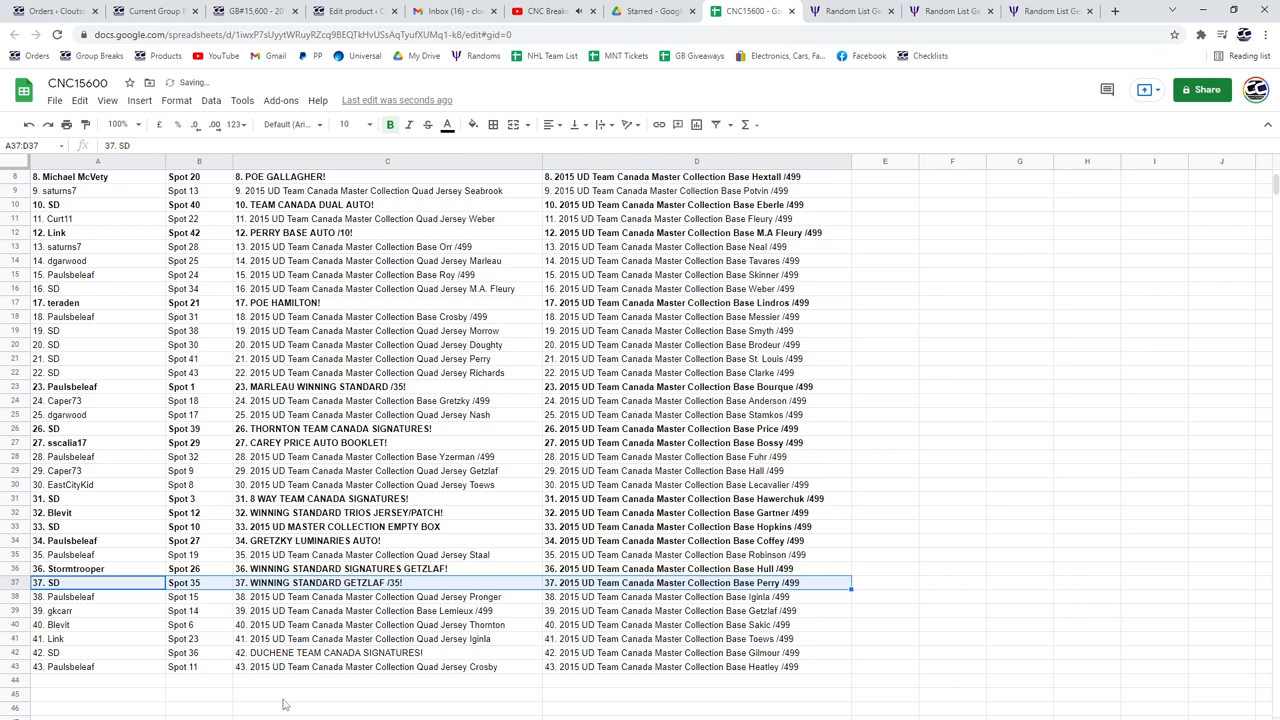 Orders ‹ Cloutsn
Current Group
GB#15,600 - 201
Edit product ‹ C
Inbox (16) - clo
CNC Breaks
Starred - Google
CNC15600 - Goo
Random List Ge
Random List Ge
Random List Ge
docs.google.com/spreadsheets/d/1iwxP7sUyytWRuyRZcq9BEQTkHvUSsAqTyufXUMq1-k8/edit#gid=0
Orders Group Breaks Products YouTube Gmail PP Universal My Drive Randoms NHL Team List MNT Tickets GB Giveaways Electronics, Cars, Fa... Facebook Checklists Reading list
CNC15600 Saving...
File Edit View Insert Format Data Tools Add-ons Help Last edit was seconds ago
Share
100% £ % .0 .00 123 Default (Ari... 10 B I S A Σ
A37:D37 fx 37. SD
A B C D E F G H I J
8 8. Michael McVety Spot 20 8. POE GALLAGHER! 8. 2015 UD Team Canada Master Collection Base Hextall /499
9 9. saturns7 Spot 13 9. 2015 UD Team Canada Master Collection Quad Jersey Seabrook 9. 2015 UD Team Canada Master Collection Base Potvin /499
10 10. SD Spot 40 10. TEAM CANADA DUAL AUTO! 10. 2015 UD Team Canada Master Collection Base Eberle /499
11 11. Curt11 Spot 22 11. 2015 UD Team Canada Master Collection Quad Jersey Weber 11. 2015 UD Team Canada Master Collection Base Fleury /499
12 12. Link Spot 42 12. PERRY BASE AUTO /10! 12. 2015 UD Team Canada Master Collection Base M.A Fleury /499
13 13. saturns7 Spot 28 13. 2015 UD Team Canada Master Collection Base Orr /499 13. 2015 UD Team Canada Master Collection Base Neal /499
14 14. dgarwood Spot 25 14. 2015 UD Team Canada Master Collection Quad Jersey Marleau 14. 2015 UD Team Canada Master Collection Base Tavares /499
15 15. Paulsbeleaf Spot 24 15. 2015 UD Team Canada Master Collection Base Roy /499 15. 2015 UD Team Canada Master Collection Base Skinner /499
16 16. SD Spot 34 16. 2015 UD Team Canada Master Collection Quad Jersey M.A. Fleury 16. 2015 UD Team Canada Master Collection Base Weber /499
17 17. teraden Spot 21 17. POE HAMILTON! 17. 2015 UD Team Canada Master Collection Base Lindros /499
18 18. Paulsbeleaf Spot 31 18. 2015 UD Team Canada Master Collection Base Crosby /499 18. 2015 UD Team Canada Master Collection Base Messier /499
19 19. SD Spot 38 19. 2015 UD Team Canada Master Collection Quad Jersey Morrow 19. 2015 UD Team Canada Master Collection Base Smyth /499
20 20. SD Spot 30 20. 2015 UD Team Canada Master Collection Quad Jersey Doughty 20. 2015 UD Team Canada Master Collection Base Brodeur /499
21 21. SD Spot 41 21. 2015 UD Team Canada Master Collection Quad Jersey Perry 21. 2015 UD Team Canada Master Collection Base St. Louis /499
22 22. SD Spot 43 22. 2015 UD Team Canada Master Collection Quad Jersey Richards 22. 2015 UD Team Canada Master Collection Base Clarke /499
23 23. Paulsbeleaf Spot 1 23. MARLEAU WINNING STANDARD /35! 23. 2015 UD Team Canada Master Collection Base Bourque /499
24 24. Caper73 Spot 18 24. 2015 UD Team Canada Master Collection Base Gretzky /499 24. 2015 UD Team Canada Master Collection Base Anderson /499
25 25. dgarwood Spot 17 25. 2015 UD Team Canada Master Collection Quad Jersey Nash 25. 2015 UD Team Canada Master Collection Base Stamkos /499
26 26. SD Spot 39 26. THORNTON TEAM CANADA SIGNATURES! 26. 2015 UD Team Canada Master Collection Base Price /499
27 27. sscalia17 Spot 29 27. CAREY PRICE AUTO BOOKLET! 27. 2015 UD Team Canada Master Collection Base Bossy /499
28 28. Paulsbeleaf Spot 32 28. 2015 UD Team Canada Master Collection Base Yzerman /499 28. 2015 UD Team Canada Master Collection Base Fuhr /499
29 29. Caper73 Spot 9 29. 2015 UD Team Canada Master Collection Quad Jersey Getzlaf 29. 2015 UD Team Canada Master Collection Base Hall /499
30 30. EastCityKid Spot 8 30. 2015 UD Team Canada Master Collection Quad Jersey Toews 30. 2015 UD Team Canada Master Collection Base Lecavalier /499
31 31. SD Spot 3 31. 8 WAY TEAM CANADA SIGNATURES! 31. 2015 UD Team Canada Master Collection Base Hawerchuk /499
32 32. Blevit Spot 12 32. WINNING STANDARD TRIOS JERSEY/PATCH! 32. 2015 UD Team Canada Master Collection Base Gartner /499
33 33. SD Spot 10 33. 2015 UD MASTER COLLECTION EMPTY BOX 33. 2015 UD Team Canada Master Collection Base Hopkins /499
34 34. Paulsbeleaf Spot 27 34. GRETZKY LUMINARIES AUTO! 34. 2015 UD Team Canada Master Collection Base Coffey /499
35 35. Paulsbeleaf Spot 19 35. 2015 UD Team Canada Master Collection Quad Jersey Staal 35. 2015 UD Team Canada Master Collection Base Robinson /499
36 36. Stormtrooper Spot 26 36. WINNING STANDARD SIGNATURES GETZLAF! 36. 2015 UD Team Canada Master Collection Base Hull /499
37 37. SD Spot 35 37. WINNING STANDARD GETZLAF /35! 37. 2015 UD Team Canada Master Collection Base Perry /499
38 38. Paulsbeleaf Spot 15 38. 2015 UD Team Canada Master Collection Quad Jersey Pronger 38. 2015 UD Team Canada Master Collection Base Iginla /499
39 39. gkcarr Spot 14 39. 2015 UD Team Canada Master Collection Base Lemieux /499 39. 2015 UD Team Canada Master Collection Base Getzlaf /499
40 40. Blevit Spot 6 40. 2015 UD Team Canada Master Collection Quad Jersey Thornton 40. 2015 UD Team Canada Master Collection Base Sakic /499
41 41. Link Spot 23 41. 2015 UD Team Canada Master Collection Quad Jersey Iginla 41. 2015 UD Team Canada Master Collection Base Toews /499
42 42. SD Spot 36 42. DUCHENE TEAM CANADA SIGNATURES! 42. 2015 UD Team Canada Master Collection Base Gilmour /499
43 43. Paulsbeleaf Spot 11 43. 2015 UD Team Canada Master Collection Quad Jersey Crosby 43. 2015 UD Team Canada Master Collection Base Heatley /499
44
45
46